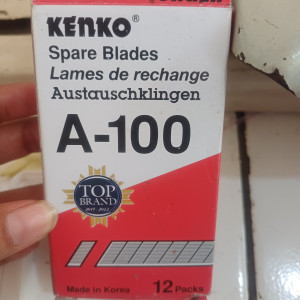 KENKO®
Spare Blades
Lames de rechange
Austauschklingen
A-100
TOP
BRAND
Made in Korea
12 Packs